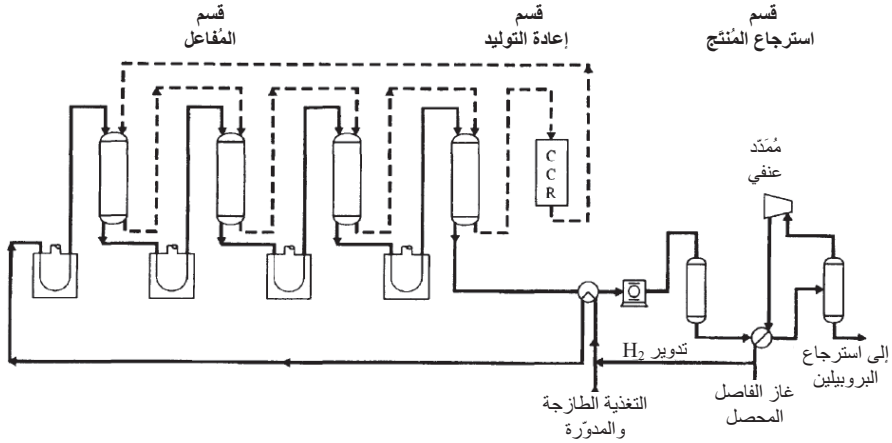 قسم
المُفاعل
قسم
إعادة التوليد
قسم
استرجاع المُنتَج
C
C
R
مُمَدّد
عنفي
تدوير H₂
إلى استرجاع
البروبيلين
التغذية الطازجة
والمدوّرة
غاز الفاصل
المحصل